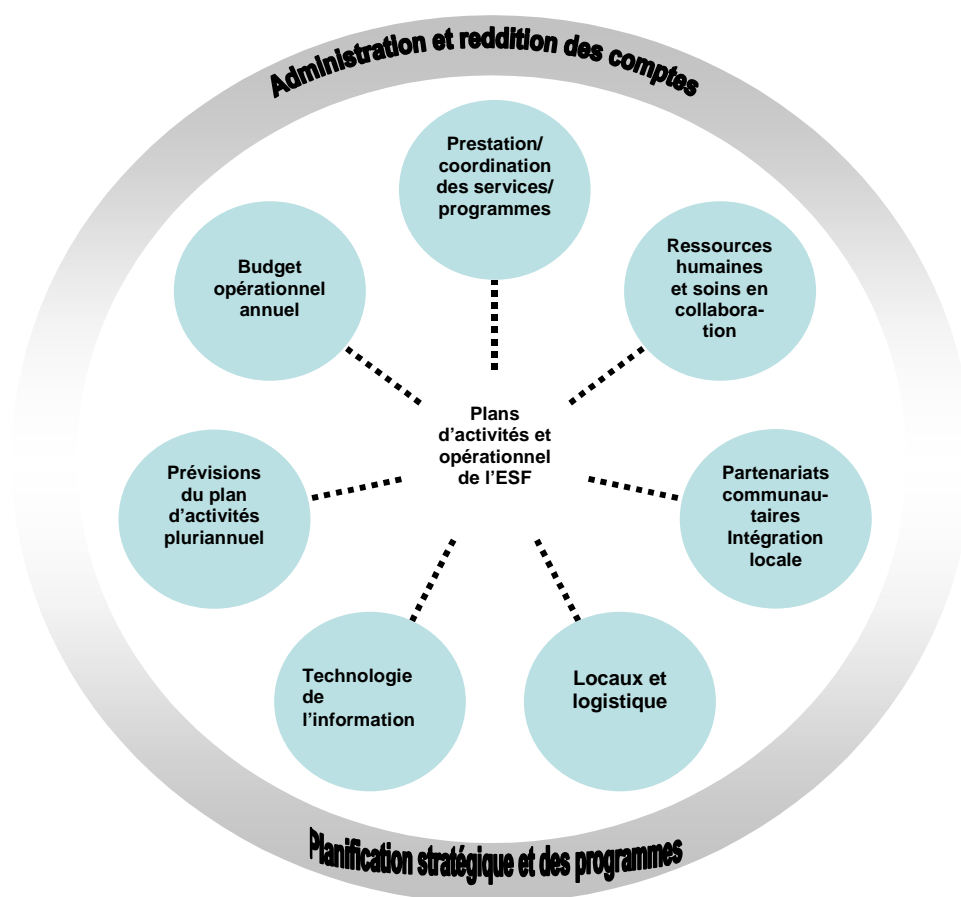 Administration et reddition des comptes
Prestation/
coordination
des services/
programmes
Ressources
humaines
et soins en
collabora-
tion
Budget
opérationnel
annuel
Plans
d'activités et
opérationnel
de l'ESF
Prévisions
du plan
d'activités
pluriannuel
Partenariats
communau-
taires
Intégration
locale
Technologie
de
l'information
Locaux et
logistique
Planification stratégique et des programmes